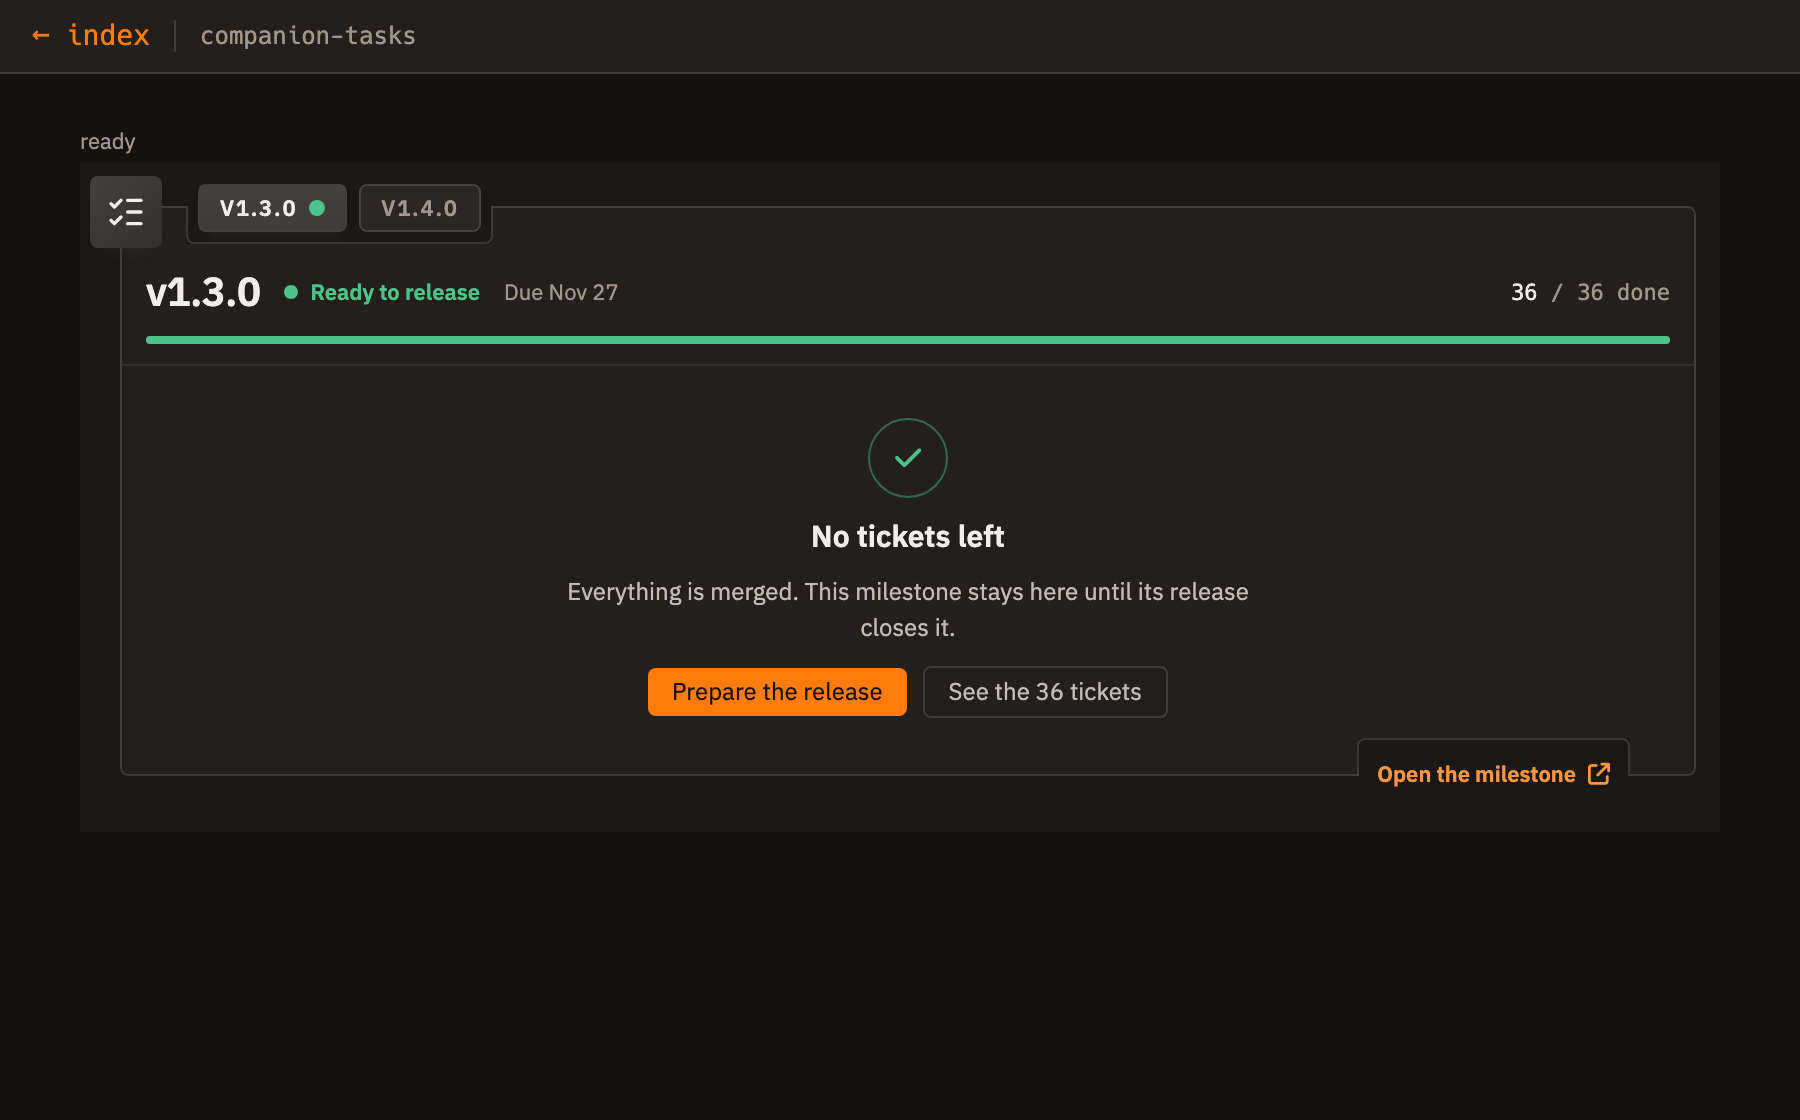 ← index
companion-tasks
ready
V1.3.0
V1.4.0
v1.3.0
Ready to release
Due Nov 27
36 / 36 done
No tickets left
Everything is merged. This milestone stays here until its release
closes it.
Prepare the release
See the 36 tickets
Open the milestone